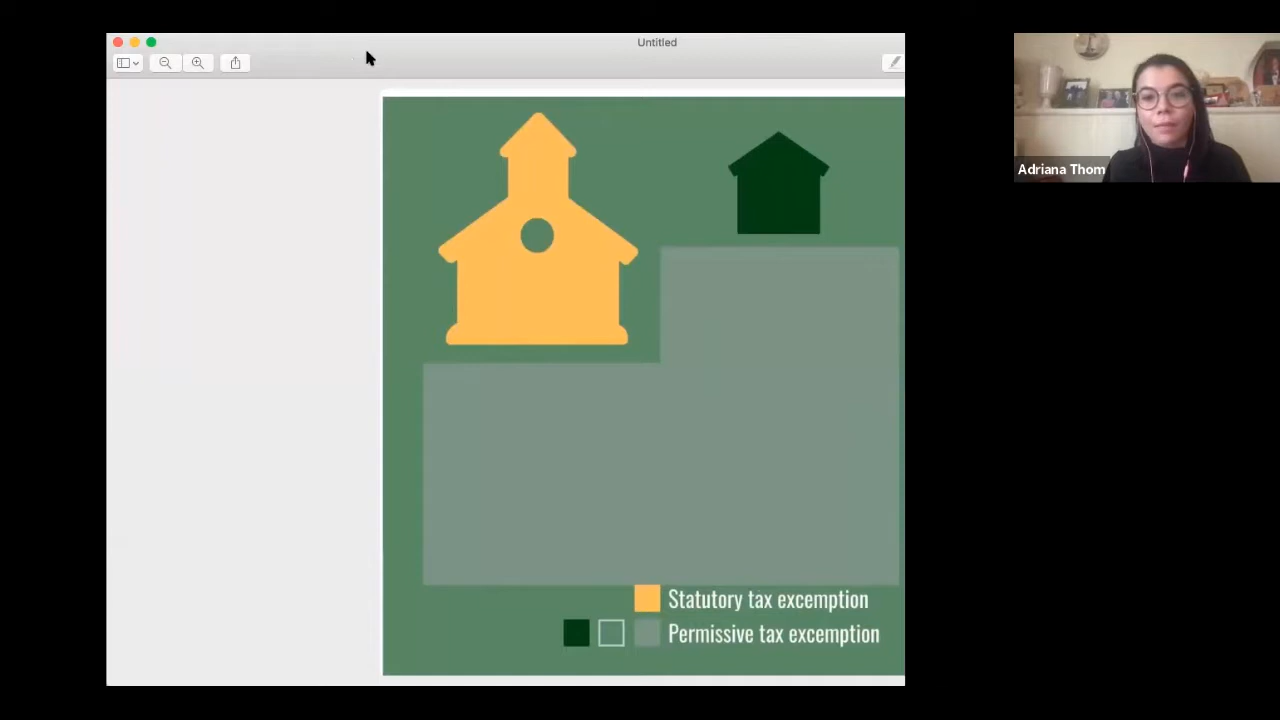 Untitled
Adriana Thom
Statutory tax excemption
Permissive tax excemption